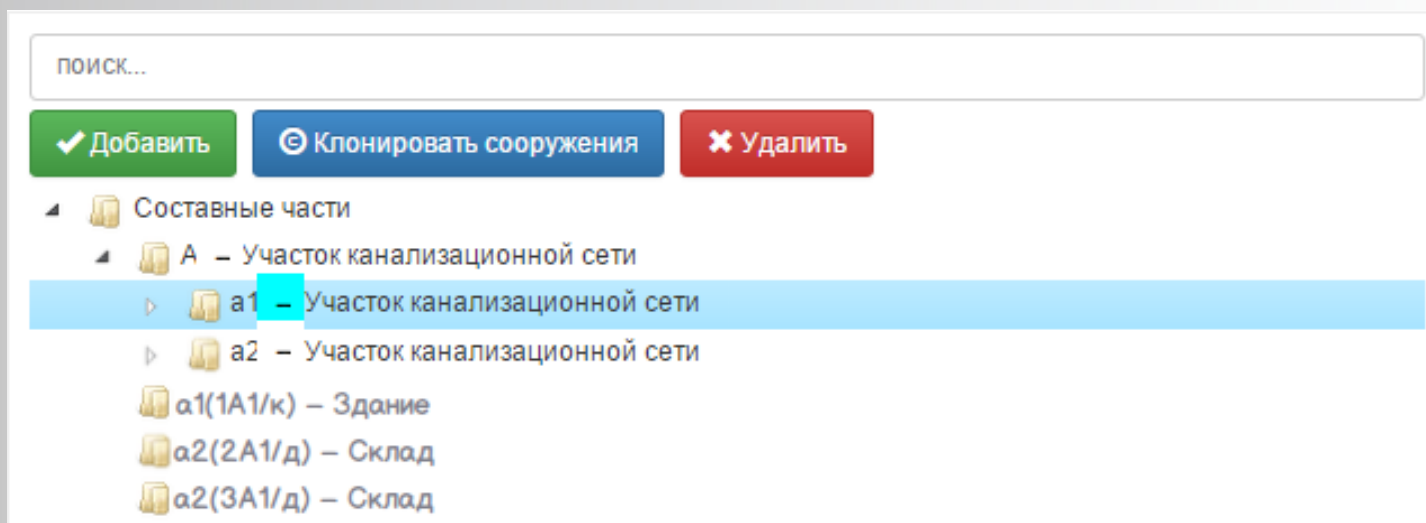 поиск...
Добавить Клонировать сооружения Удалить
Составные части
А – Участок канализационной сети
а1 – Участок канализационной сети
а2 – Участок канализационной сети
а1(1А1/к) – Здание
а2(2А1/д) – Склад
а2(3А1/д) – Склад